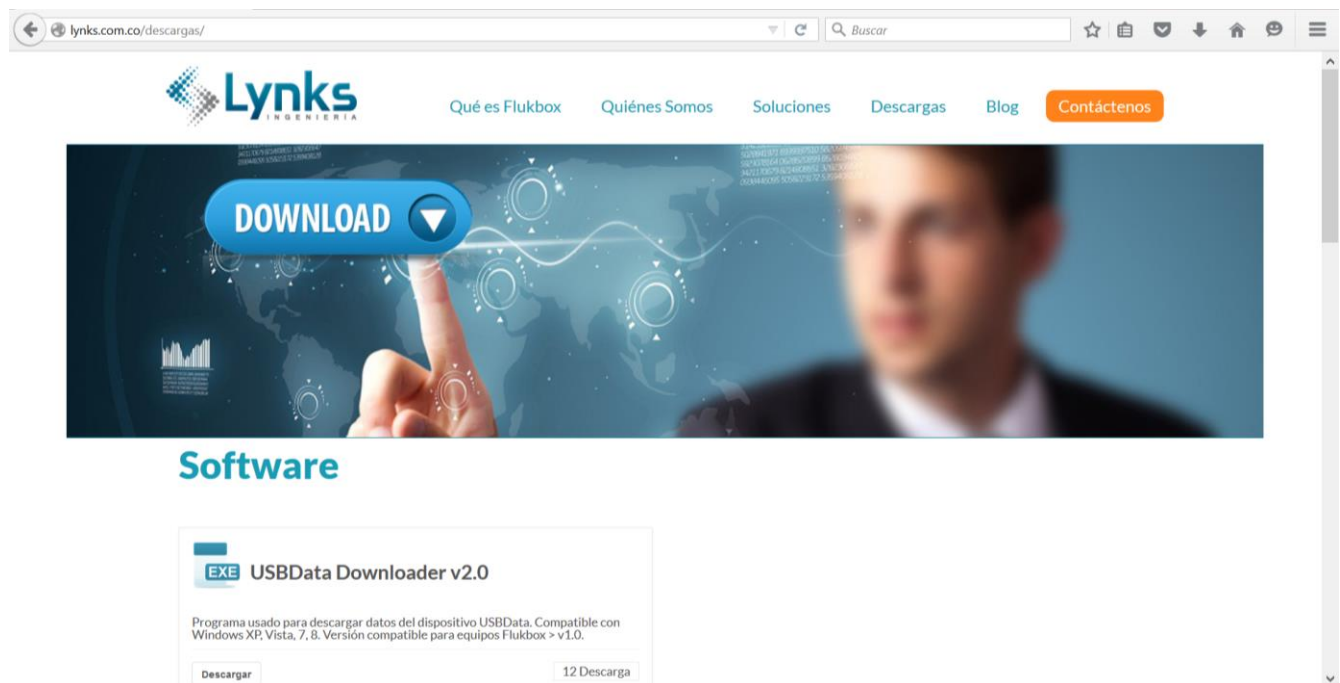 lynks.com.co/descargas/
Buscar
Lynks
INGENIERÍA
Qué es Flukbox Quiénes Somos Soluciones Descargas Blog Contáctenos
DOWNLOAD
Software
EXE USBData Downloader v2.0
Programa usado para descargar datos del dispositivo USBData. Compatible con
Windows XP, Vista, 7, 8. Versión compatible para equipos Flukbox > v1.0.
Descargar 12 Descarga